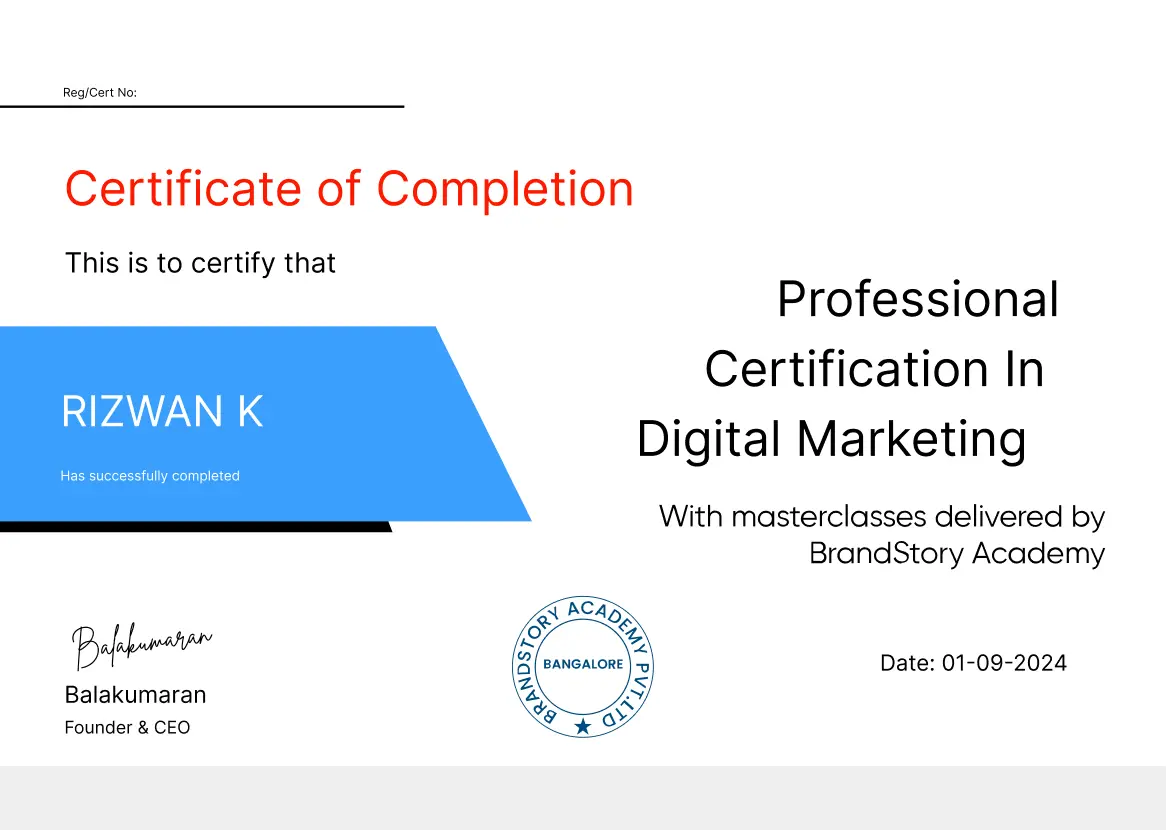 Reg/Cert No:
Certificate of Completion
This is to certify that
RIZWAN K
Has successfully completed
Professional
Certification In
Digital Marketing
With masterclasses delivered by
BrandStory Academy
Balakumaran
Balakumaran
Founder & CEO
BRANDSTORY ACADEMY PVT.LTD
BANGALORE
Date: 01-09-2024